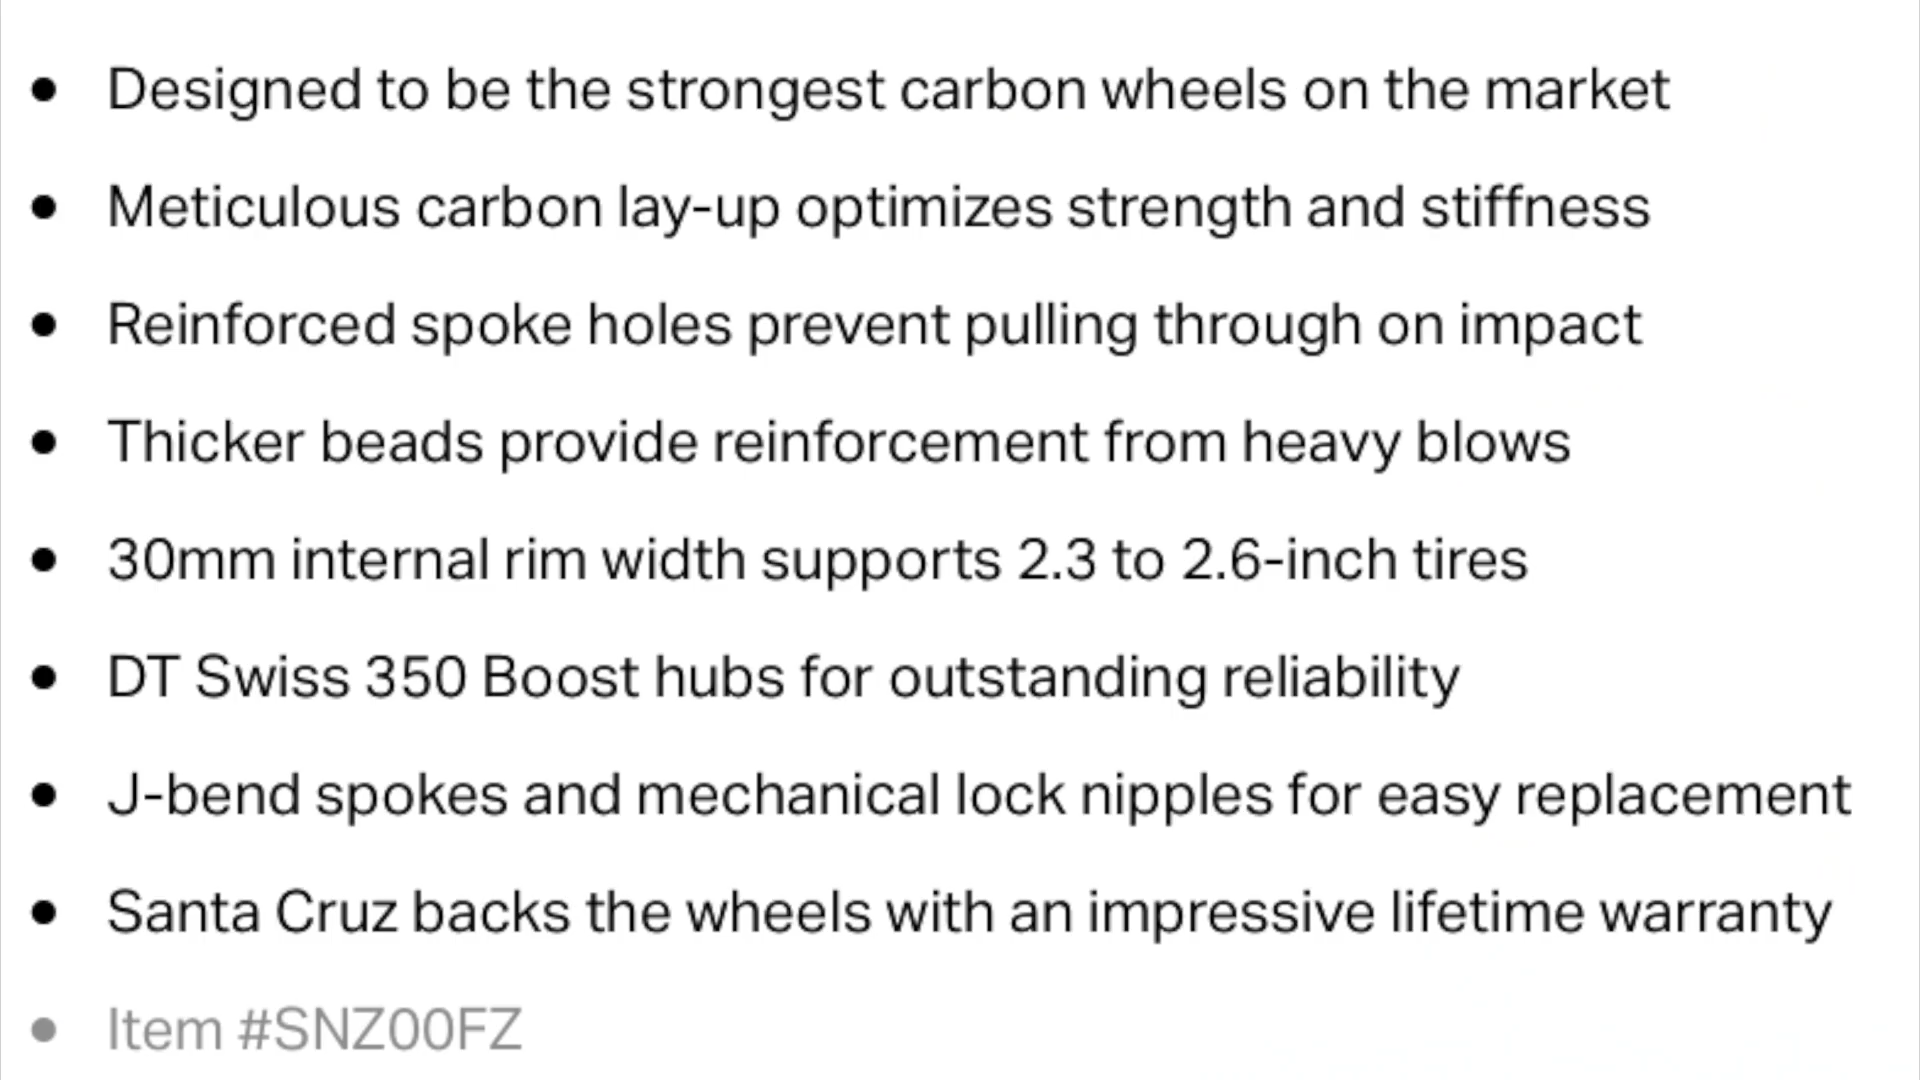 Designed to be the strongest carbon wheels on the market
Meticulous carbon lay-up optimizes strength and stiffness
Reinforced spoke holes prevent pulling through on impact
Thicker beads provide reinforcement from heavy blows
30mm internal rim width supports 2.3 to 2.6-inch tires
DT Swiss 350 Boost hubs for outstanding reliability
J-bend spokes and mechanical lock nipples for easy replacement
Santa Cruz backs the wheels with an impressive lifetime warranty
Item #SNZ00FZ